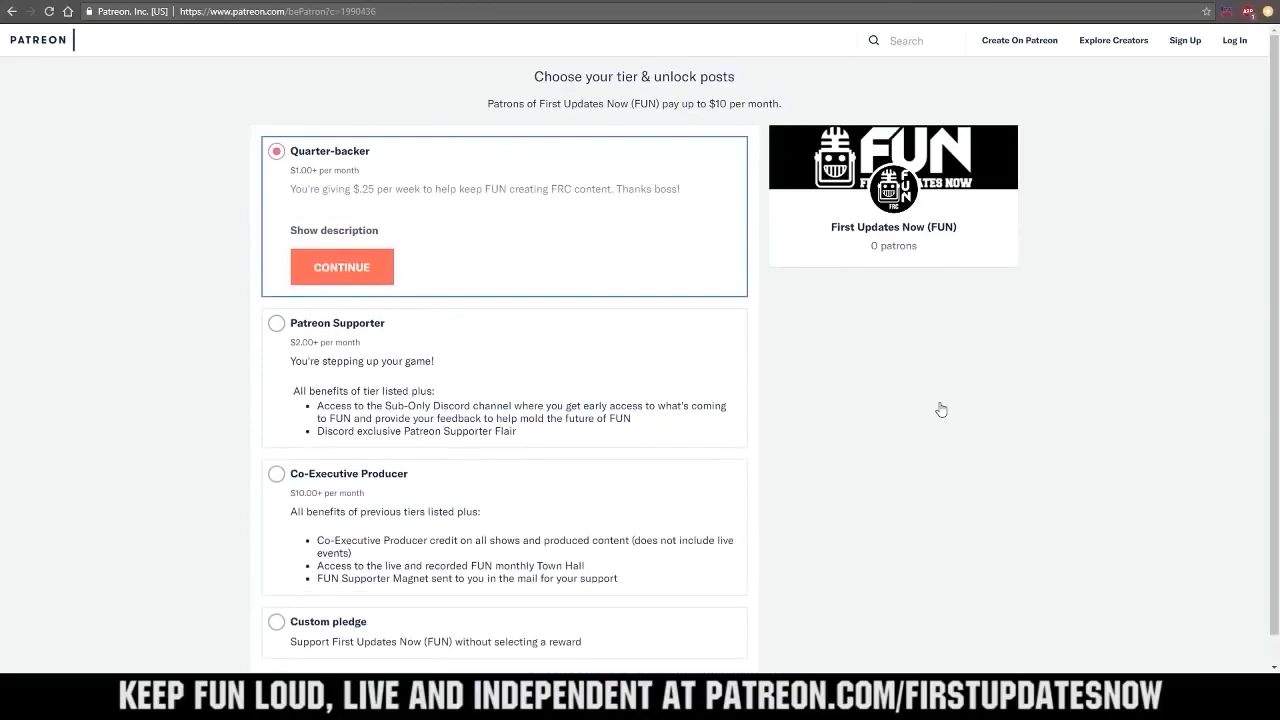 Patreon, Inc. [US] | https://www.patreon.com/bePatron?c=1990436
PATREON
Search
Create On Patreon
Explore Creators
Sign Up
Log In
Choose your tier & unlock posts
Patrons of First Updates Now (FUN) pay up to $10 per month.
Quarter-backer
$1.00+ per month
You're giving $.25 per week to help keep FUN creating FRC content. Thanks boss!
Show description
CONTINUE
FUN
FUN
FRC
First Updates Now (FUN)
0 patrons
Patreon Supporter
$2.00+ per month
You're stepping up your game!
All benefits of tier listed plus:
• Access to the Sub-Only Discord channel where you get early access to what's coming
to FUN and provide your feedback to help mold the future of FUN
• Discord exclusive Patreon Supporter Flair
Co-Executive Producer
$10.00+ per month
All benefits of previous tiers listed plus:
• Co-Executive Producer credit on all shows and produced content (does not include live
events)
• Access to the live and recorded FUN monthly Town Hall
• FUN Supporter Magnet sent to you in the mail for your support
Custom pledge
Support First Updates Now (FUN) without selecting a reward
KEEP FUN LOUD, LIVE AND INDEPENDENT AT PATREON.COM/FIRSTUPDATESNOW